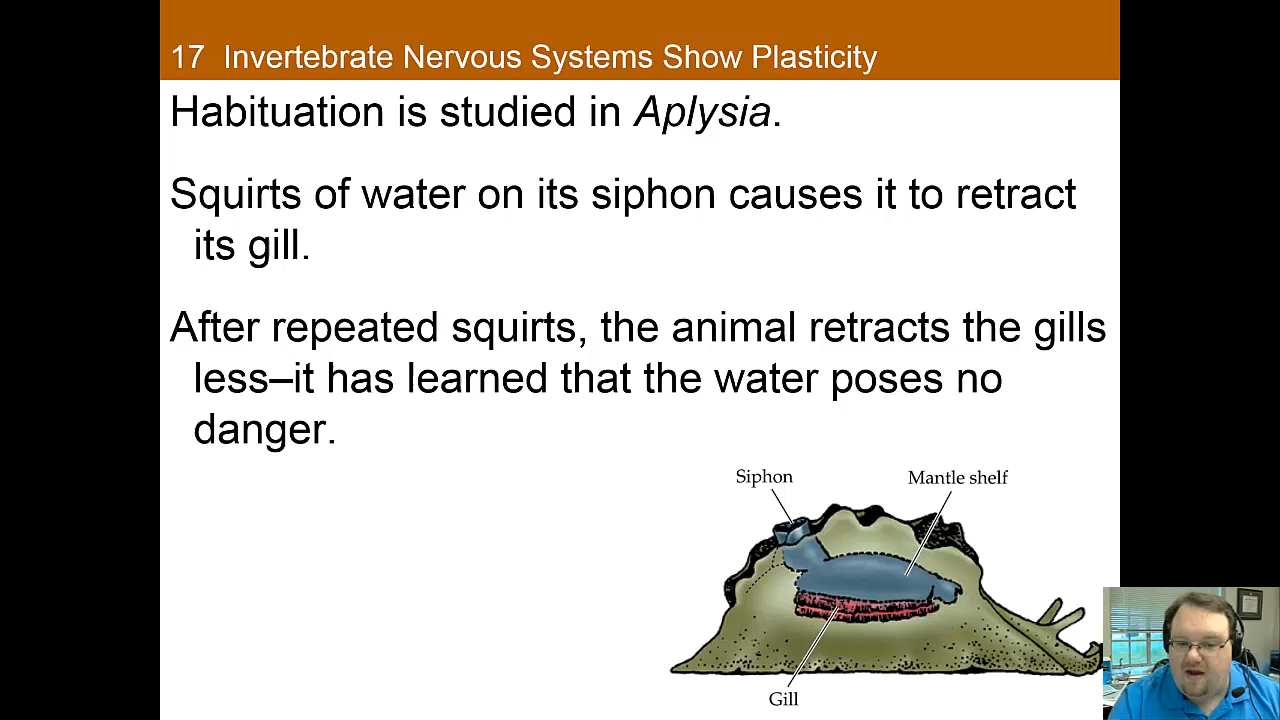 17 Invertebrate Nervous Systems Show Plasticity
Habituation is studied in Aplysia.
Squirts of water on its siphon causes it to retract
its gill.
After repeated squirts, the animal retracts the gills
less–it has learned that the water poses no
danger.
Siphon
Mantle shelf
Gill